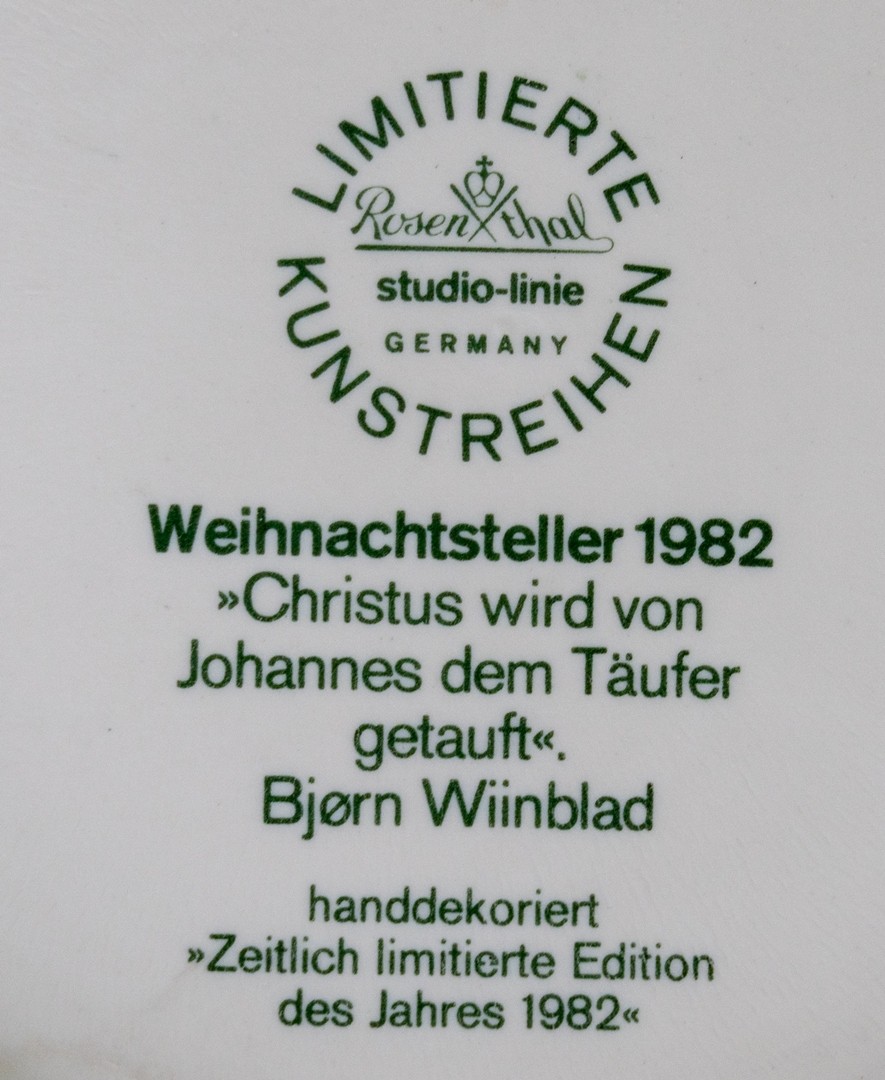 LIMITIERTE
Rosenthal
studio-linie
GERMANY
KUNSTREIHEN
Weihnachtsteller 1982
»Christus wird von
Johannes dem Täufer
getauft«.
Bjørn Wiinblad
handdekoriert
»Zeitlich limitierte Edition
des Jahres 1982«